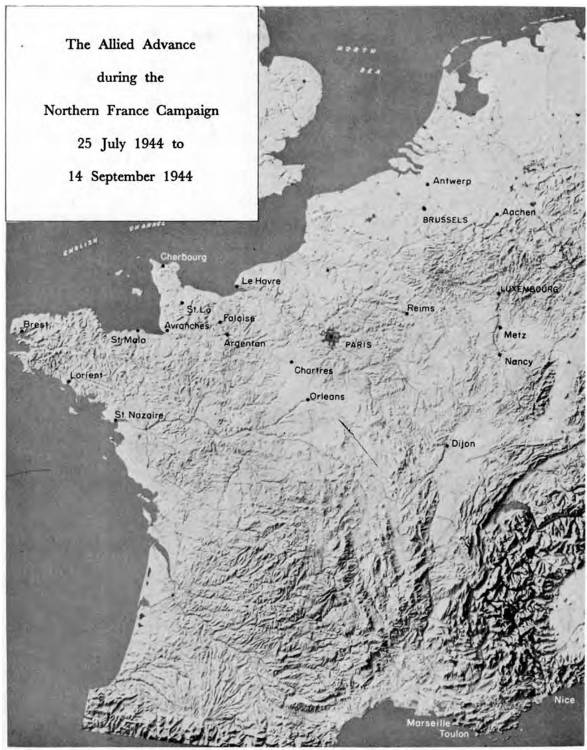 The Allied Advance
during the
Northern France Campaign
25 July 1944 to
14 September 1944
NORTH
SEA
Antwerp
BRUSSELS
Aachen
ENGLISH CHANNEL
Cherbourg
Le Havre
LUXEMBOURG
St Lo
Reims
Brest
Avranches
Falaise
St Malo
Argentan
PARIS
Metz
Nancy
Chartres
Lorient
Orleans
St Nazaire
Dijon
Nice
Marseille
Toulon